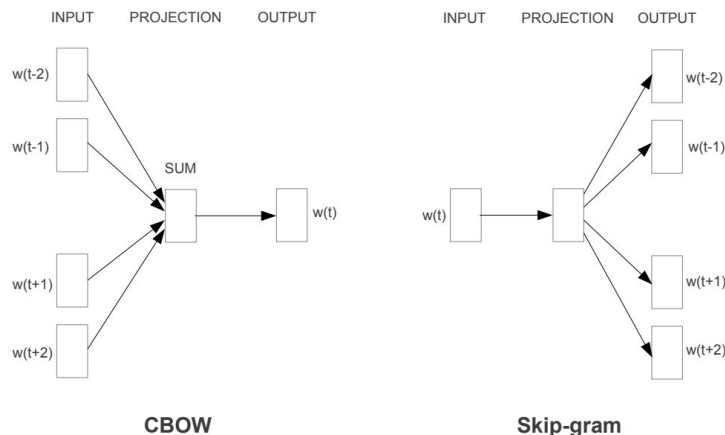 INPUT PROJECTION OUTPUT
w(t-2)
w(t-1)
SUM
w(t)
w(t+1)
w(t+2)
CBOW
INPUT PROJECTION OUTPUT
w(t-2)
w(t-1)
w(t)
w(t+1)
w(t+2)
Skip-gram